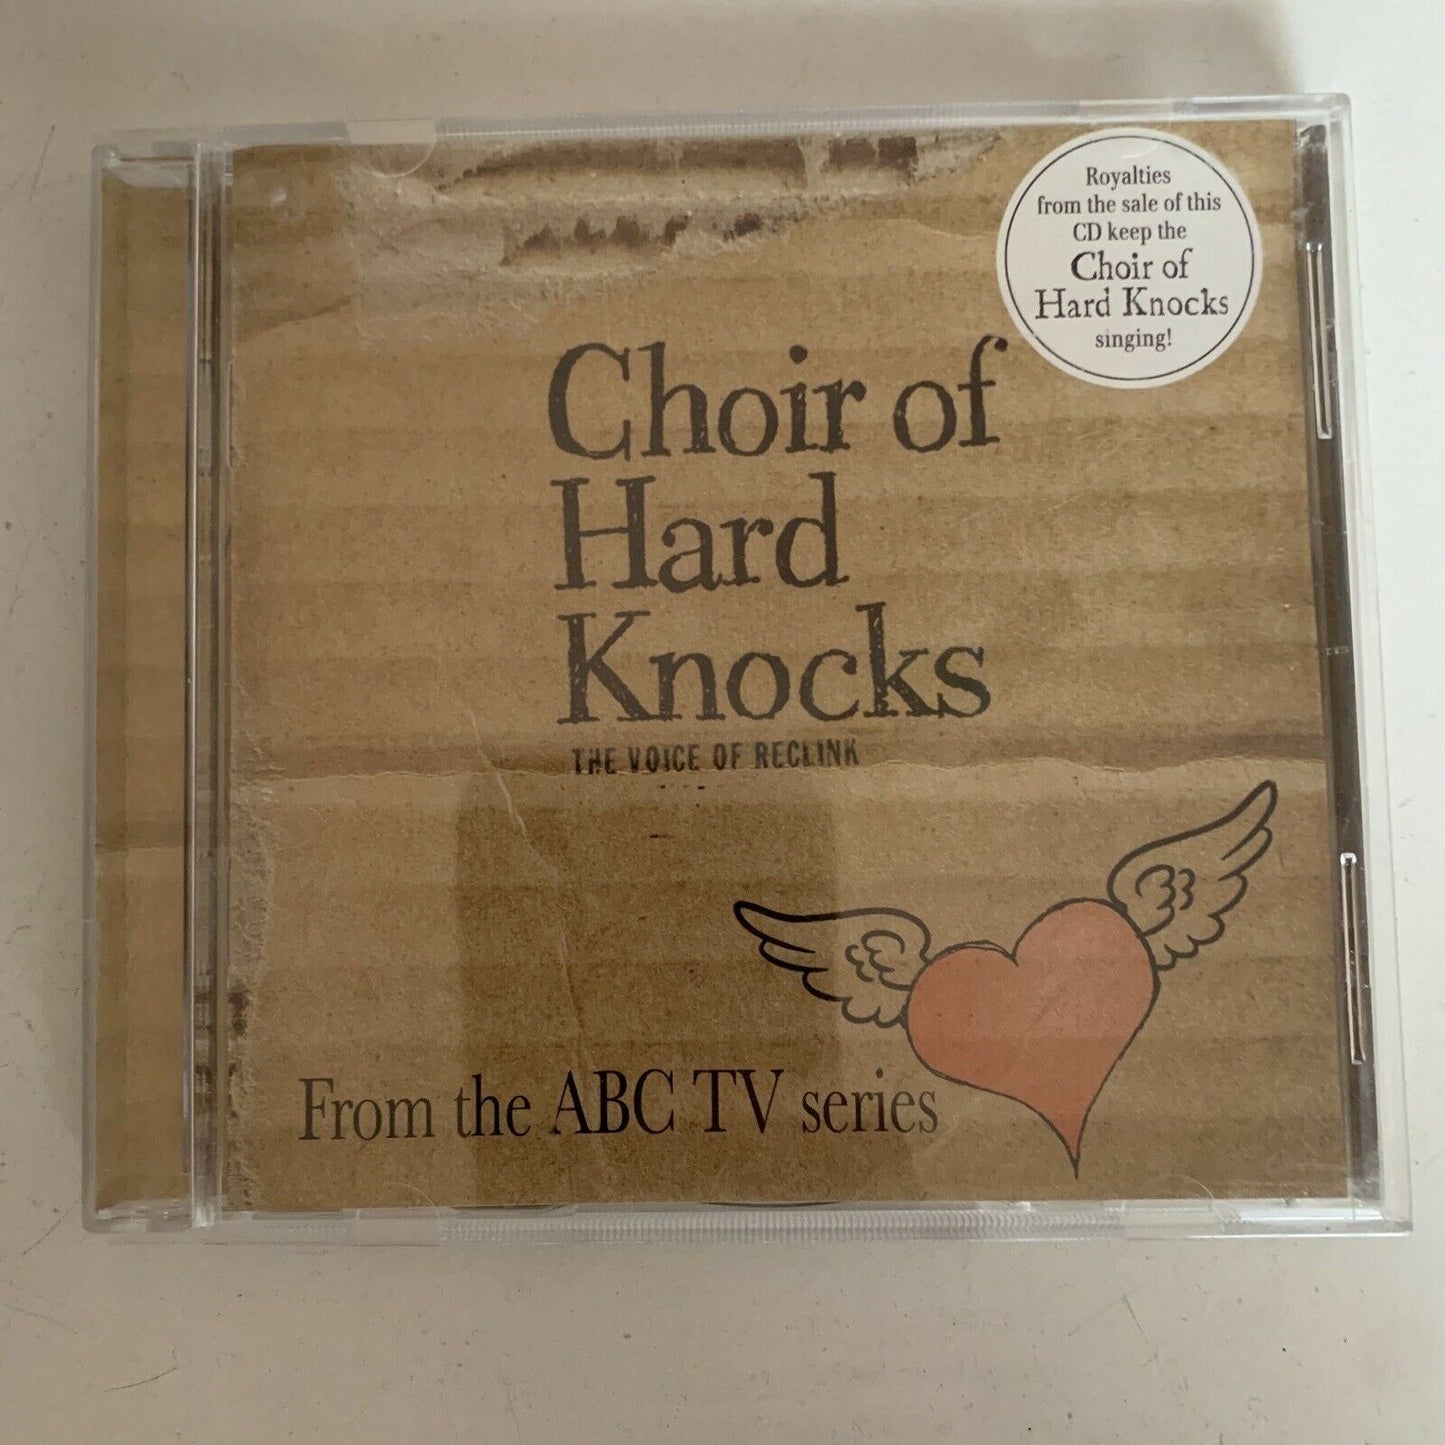 Royalties
from the sale of this
CD keep the
Choir of
Hard Knocks
singing!
Choir of
Hard
Knocks
THE VOICE OF RECLINK
From the ABC TV series